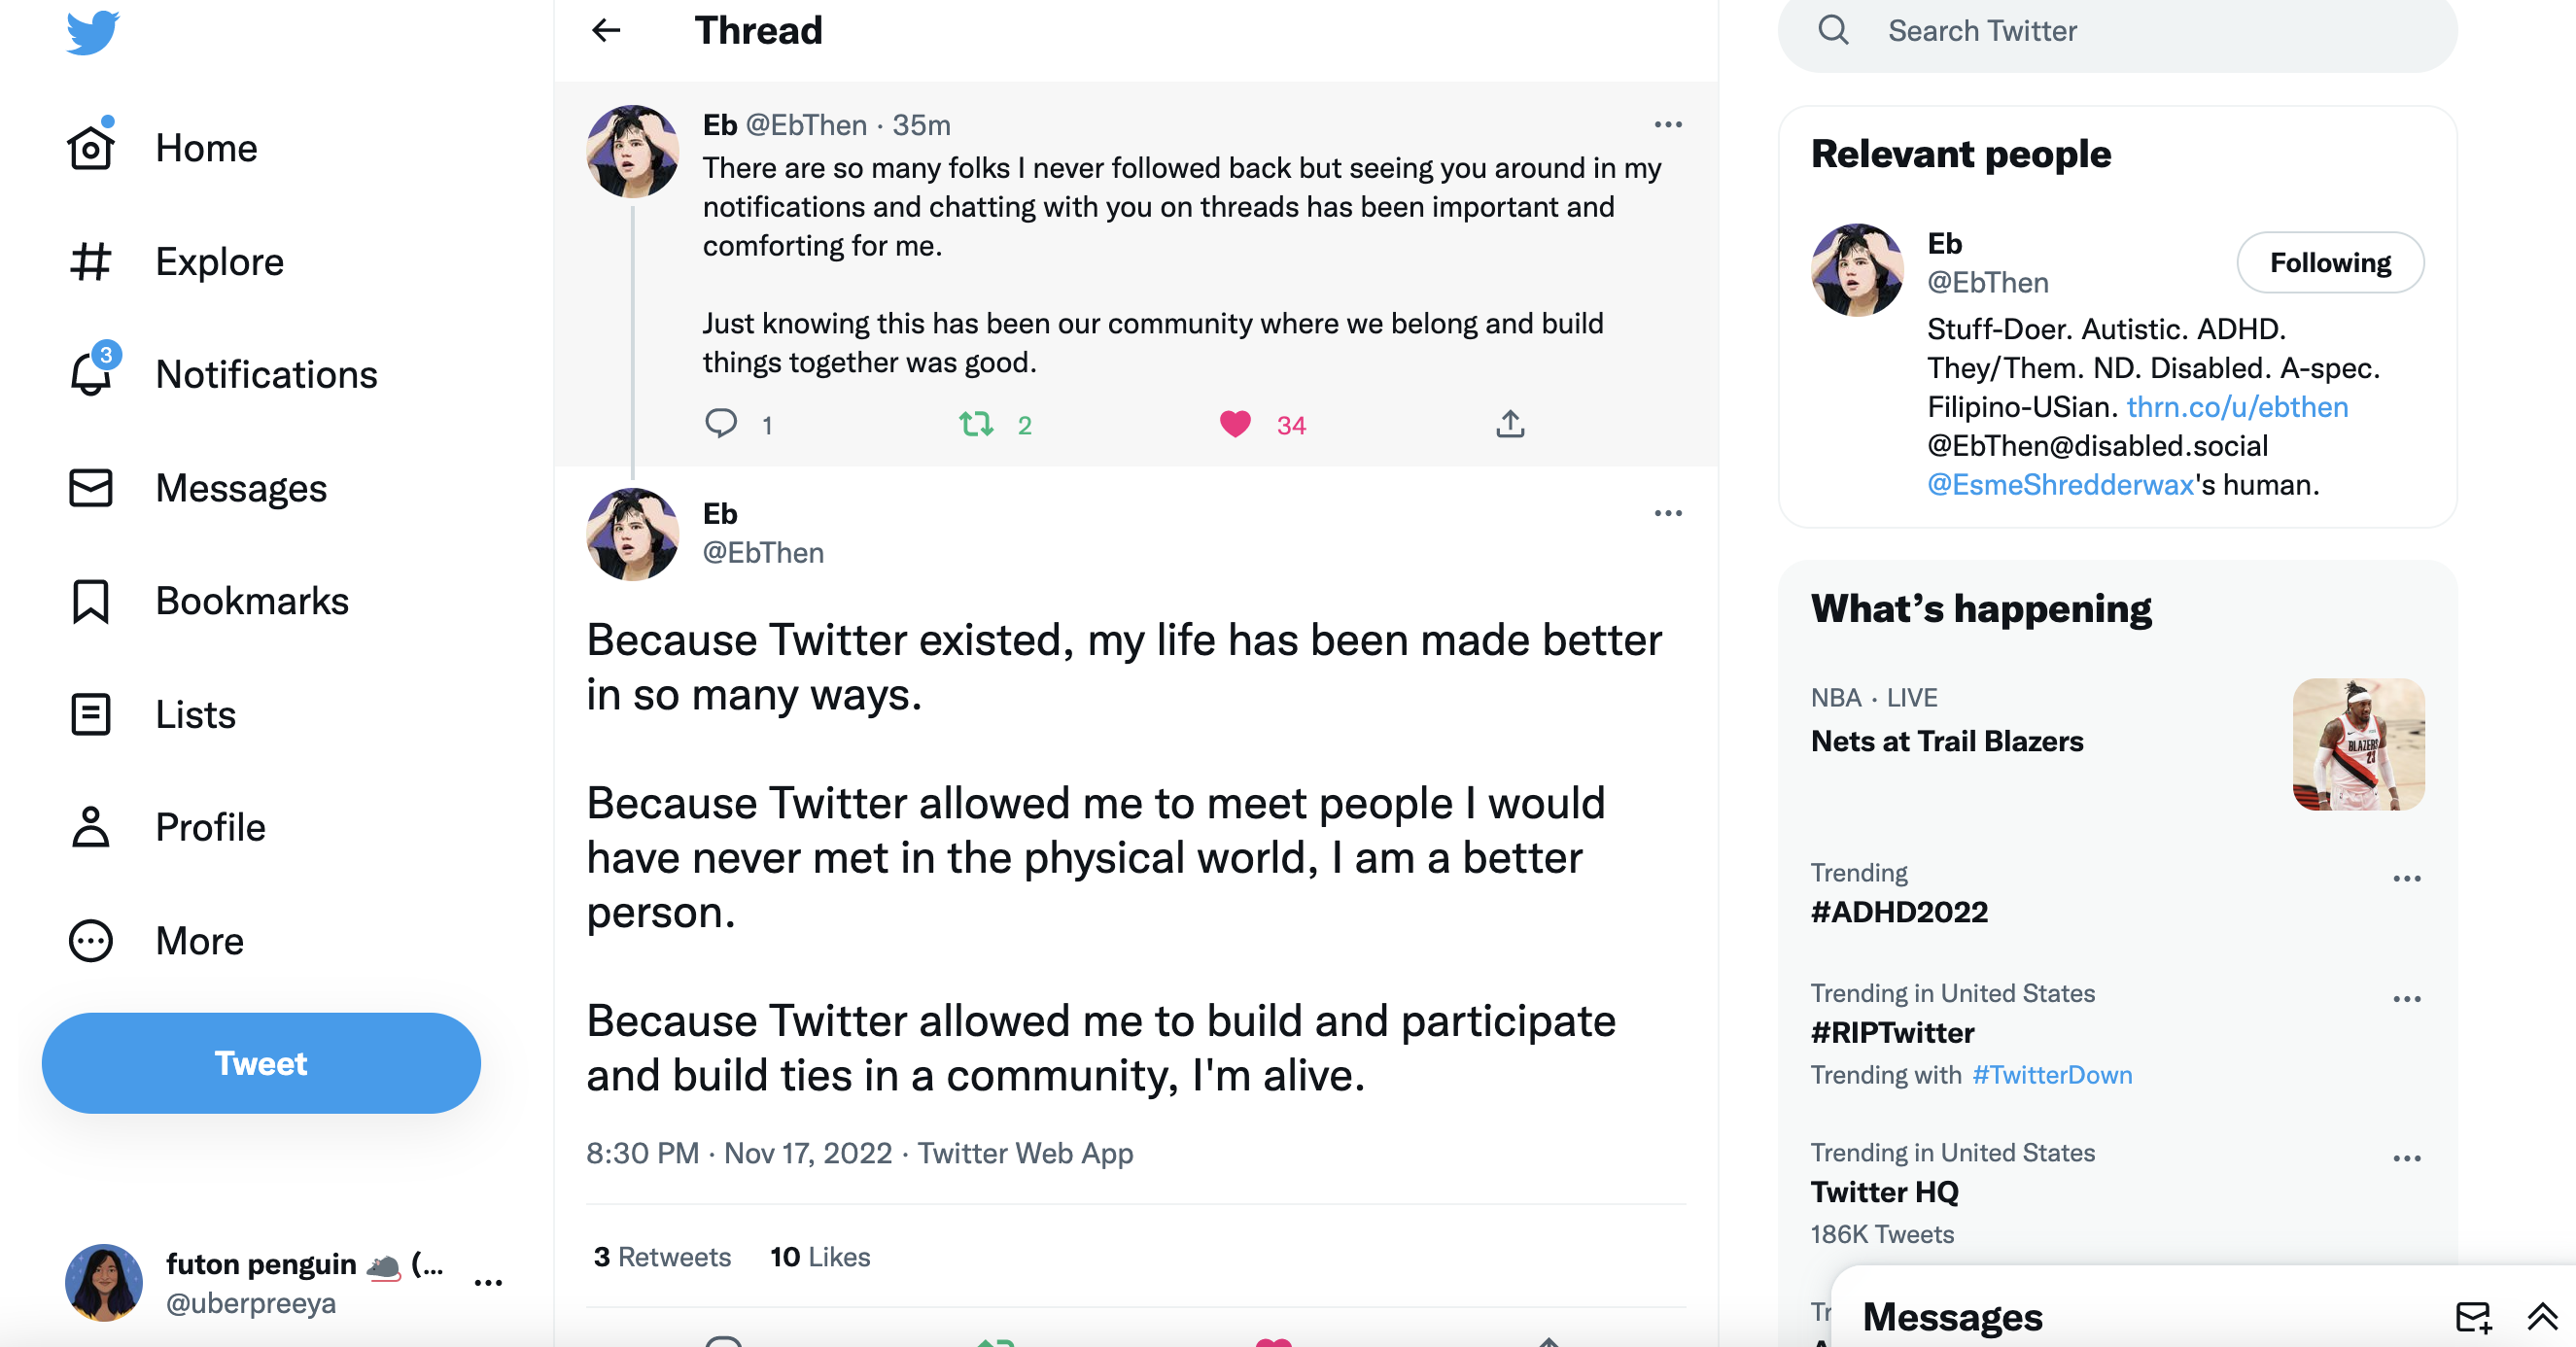 Home
Explore
3
Notifications
Messages
Bookmarks
Lists
Profile
More
Tweet
futon penguin 🐀 (...
@uberpreeya
Thread
Eb @EbThen · 35m
There are so many folks I never followed back but seeing you around in my
notifications and chatting with you on threads has been important and
comforting for me.
Just knowing this has been our community where we belong and build
things together was good.
1 2 34
Eb
@EbThen
Because Twitter existed, my life has been made better
in so many ways.
Because Twitter allowed me to meet people I would
have never met in the physical world, I am a better
person.
Because Twitter allowed me to build and participate
and build ties in a community, I'm alive.
8:30 PM · Nov 17, 2022 · Twitter Web App
3 Retweets 10 Likes
Search Twitter
Relevant people
Eb
@EbThen
Following
Stuff-Doer. Autistic. ADHD.
They/Them. ND. Disabled. A-spec.
Filipino-USian. thrn.co/u/ebthen
@EbThen@disabled.social
@EsmeShredderwax's human.
What's happening
NBA · LIVE
Nets at Trail Blazers
BLAZERS
23
Trending
#ADHD2022
Trending in United States
#RIPTwitter
Trending with #TwitterDown
Trending in United States
Twitter HQ
186K Tweets
Messages